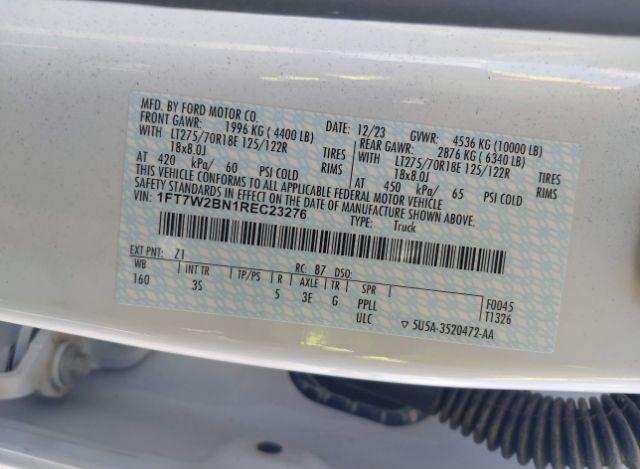 MFD. BY FORD MOTOR CO.
DATE: 12/23 GVWR: 4536 KG (10000 LB)
FRONT GAWR: 1996 KG (4400 LB)
REAR GAWR: 2876 KG (6340 LB)
WITH LT275/70R18E 125/122R TIRES
WITH LT275/70R18E 125/122R TIRES
18x8.0J RIMS
18x8.0J RIMS
AT 420 kPa/ 60 PSI COLD
AT 450 kPa/ 65 PSI COLD
THIS VEHICLE CONFORMS TO ALL APPLICABLE FEDERAL MOTOR VEHICLE
SAFETY STANDARDS IN EFFECT ON THE DATE OF MANUFACTURE SHOWN ABOVE.
VIN: 1FT7W2BN1REC23276
TYPE: Truck
EXT PNT: Z1 RC: 87 DSO:
WB INT TR TP/PS R AXLE TR SPR
160 3S 5 3E G PPLL
ULC
F0045
T1326
5U5A-3520472-AA